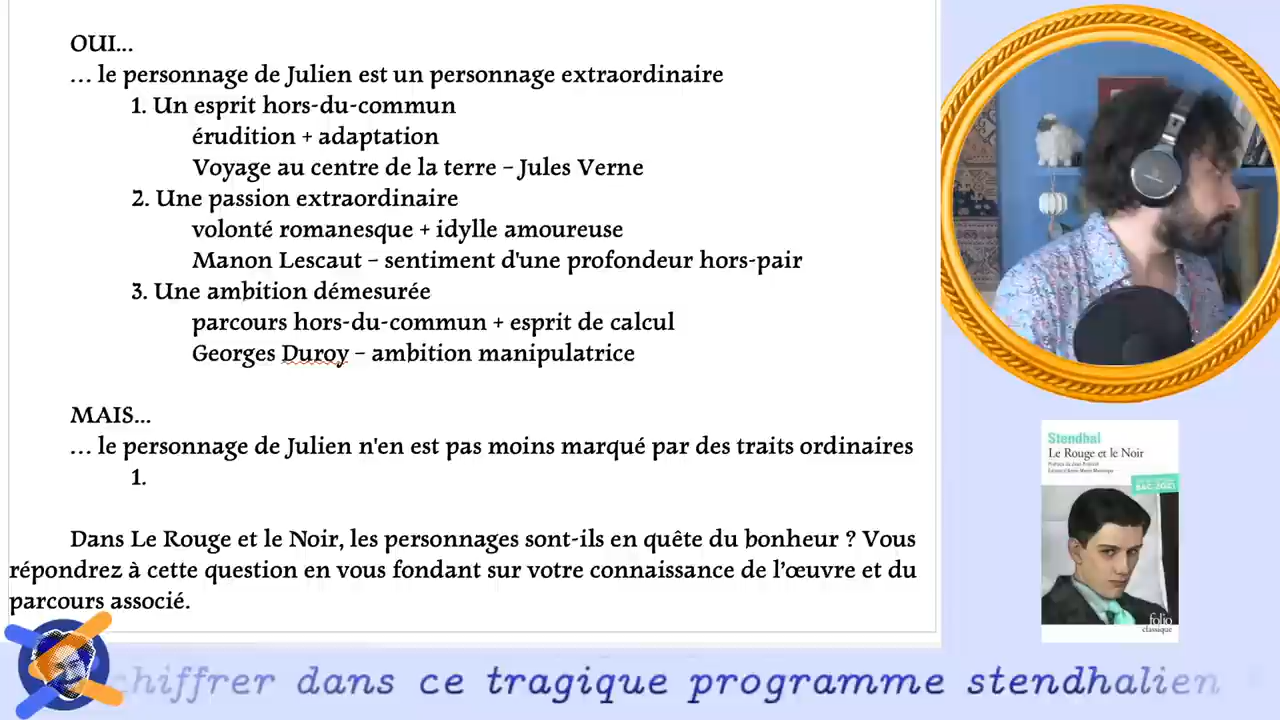 OUI...
... le personnage de Julien est un personnage extraordinaire
1. Un esprit hors-du-commun
érudition + adaptation
Voyage au centre de la terre – Jules Verne
2. Une passion extraordinaire
volonté romanesque + idylle amoureuse
Manon Lescaut – sentiment d'une profondeur hors-pair
3. Une ambition démesurée
parcours hors-du-commun + esprit de calcul
Georges Duroy – ambition manipulatrice
MAIS...
... le personnage de Julien n'en est pas moins marqué par des traits ordinaires
1.
Dans Le Rouge et le Noir, les personnages sont-ils en quête du bonheur ? Vous
répondrez à cette question en vous fondant sur votre connaissance de l’œuvre et du
parcours associé.
Stendhal
Le Rouge et le Noir
BAC 2021
folio
classique
chiffrer dans ce tragique programme stendhalien